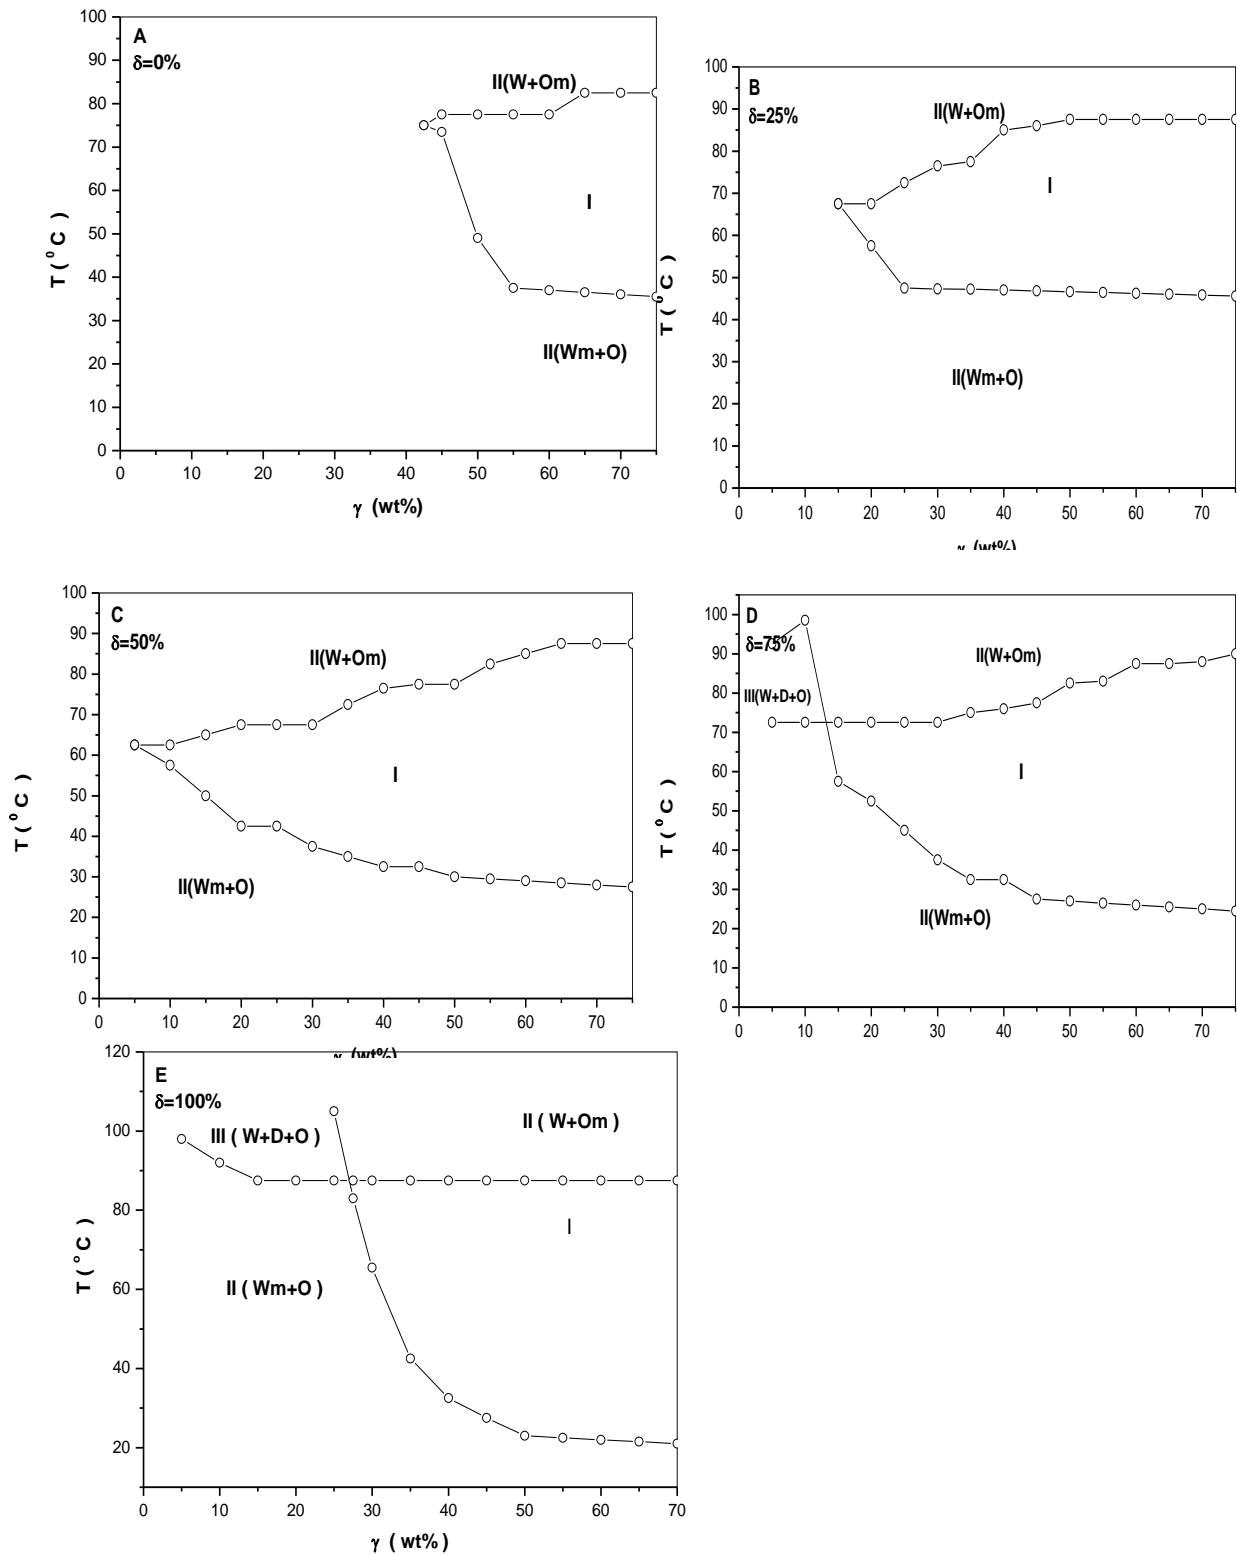 A
δ=0%
100
90
80
70
60
50
40
30
20
10
0
T ( ⁰ C )
II(W+Om)
I
II(Wm+O)
0 10 20 30 40 50 60 70
γ (wt%)
B
δ=25%
100
90
80
70
60
50
40
30
20
10
0
T ( ⁰ C )
II(W+Om)
I
II(Wm+O)
0 10 20 30 40 50 60 70
(wt%)
C
δ=50%
100
90
80
70
60
50
40
30
20
10
0
T ( ⁰ C )
II(W+Om)
I
II(Wm+O)
0 10 20 30 40 50 60 70
(wt%)
D
δ=75%
100
90
80
70
60
50
40
30
20
10
0
T ( ⁰ C )
II(W+Om)
III(W+D+O)
I
II(Wm+O)
0 10 20 30 40 50 60 70
E
δ=100%
120
100
80
60
40
20
T ( ° C )
II ( W+Om )
III ( W+D+O )
I
II ( Wm+O )
0 10 20 30 40 50 60 70
γ ( wt%)